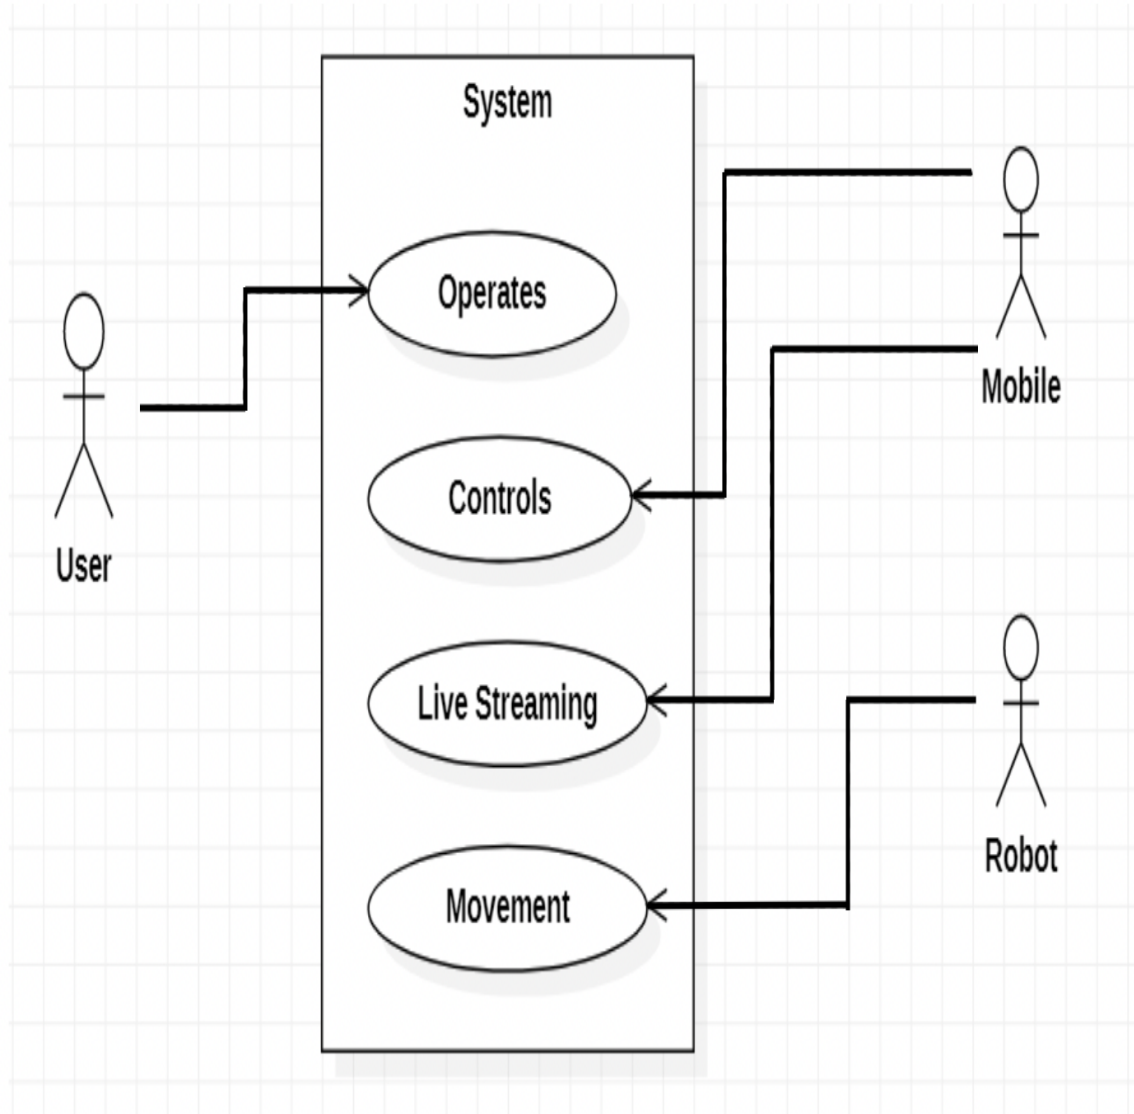 System
Operates
Controls
Live Streaming
Movement
User
Mobile
Robot